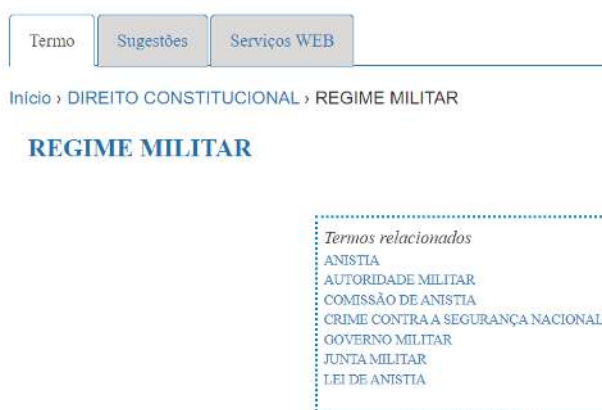 Termo
Sugestões
Serviços WEB
Início › DIREITO CONSTITUCIONAL › REGIME MILITAR
REGIME MILITAR
Termos relacionados
ANISTIA
AUTORIDADE MILITAR
COMISSÃO DE ANISTIA
CRIME CONTRA A SEGURANÇA NACIONAL
GOVERNO MILITAR
JUNTA MILITAR
LEI DE ANISTIA